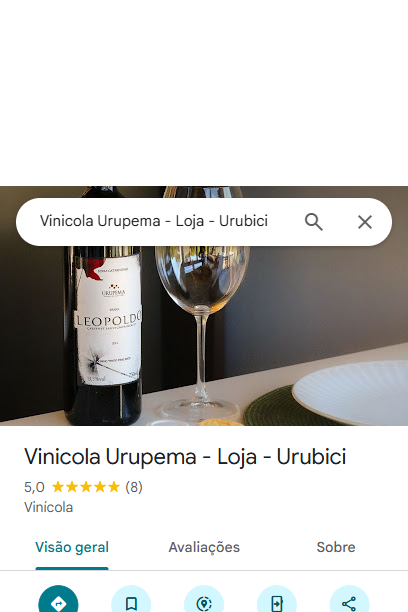 Vinicola Urupema - Loja - Urubici
URUPEMA
LEOPOLDO
Vinicola Urupema - Loja - Urubici
5,0 (8)
Vinícola
Visão geral
Avaliações
Sobre